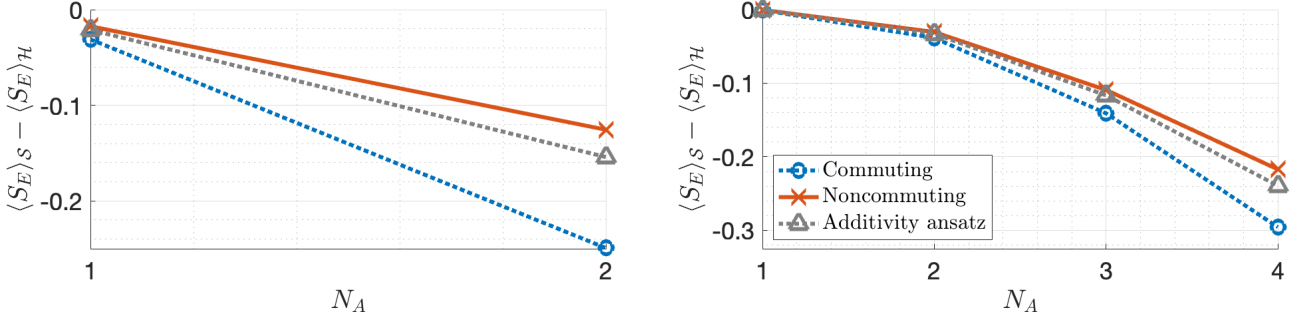 0
-0.1
-0.2
1
2
N_A
⟨S_E⟩_𝒮 − ⟨S_E⟩_ℋ
0
-0.1
-0.2
-0.3
1
2
3
4
N_A
⟨S_E⟩_𝒮 − ⟨S_E⟩_ℋ
Commuting
Noncommuting
Additivity ansatz